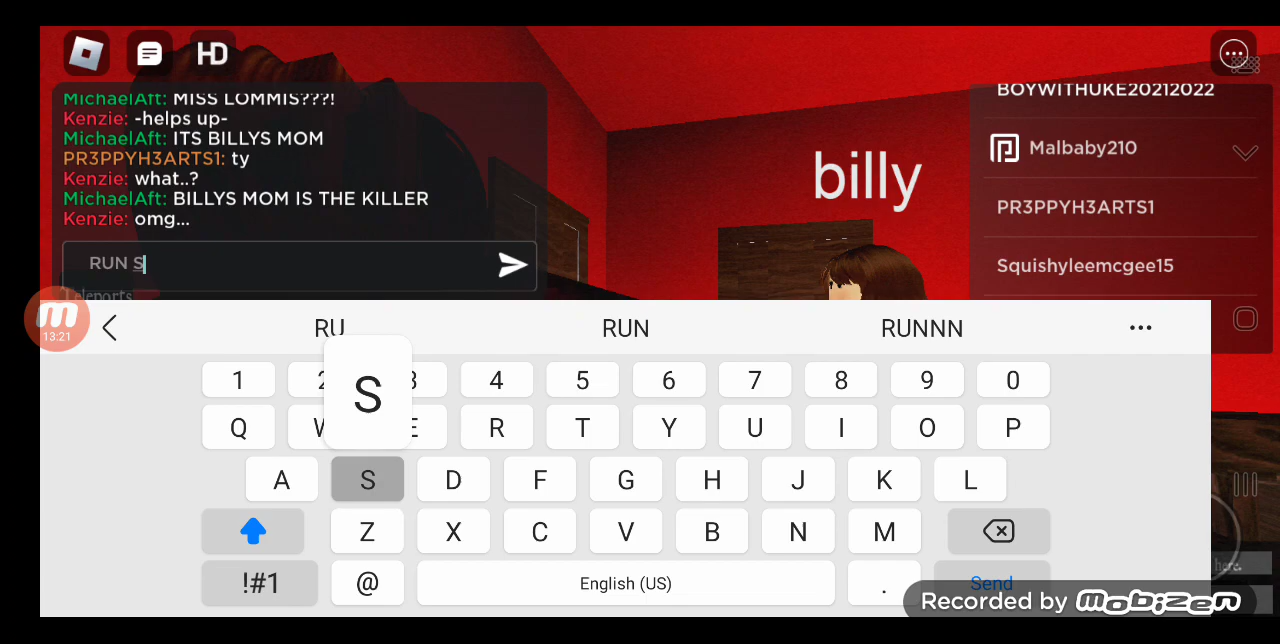 HD
MichaelAft: MISS LOMMIS???!
Kenzie: -helps up-
MichaelAft: ITS BILLYS MOM
PR3PPYH3ARTS1: ty
Kenzie: what..?
MichaelAft: BILLYS MOM IS THE KILLER
Kenzie: omg...
RUN S
Teleports
billy
BOYWITHUKE20212022
Malbaby210
PR3PPYH3ARTS1
Squishyleemcgee15
13:21
RU RUN RUNNN
1 2 3 4 5 6 7 8 9 0
Q W E R T Y U I O P
S
A S D F G H J K L
Z X C V B N M
!#1 @ English (US) . Send
here.
Recorded by mobizen